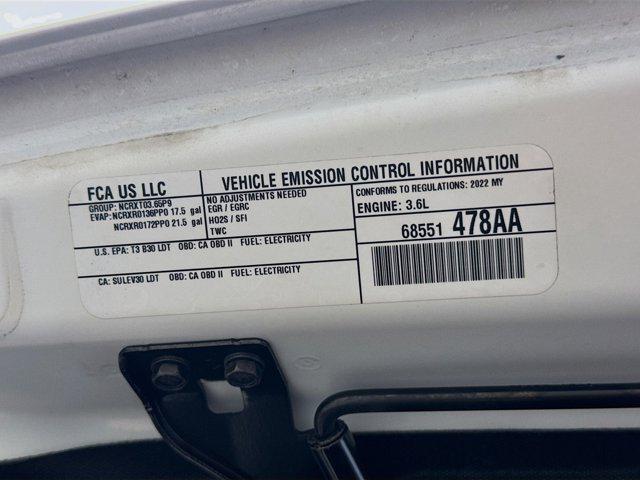 FCA US LLC
GROUP: NCRXT03.65P9
EVAP: NCRXR0136PP0 17.5 gal
NCRXR0172PP0 21.5 gal
VEHICLE EMISSION CONTROL INFORMATION
NO ADJUSTMENTS NEEDED
EGR / EGRC
HO2S / SFI
TWC
CONFORMS TO REGULATIONS: 2022 MY
ENGINE: 3.6L
68551 478AA
U.S. EPA: T3 B30 LDT OBD: CA OBD II FUEL: ELECTRICITY
CA: SULEV30 LDT OBD: CA OBD II FUEL: ELECTRICITY